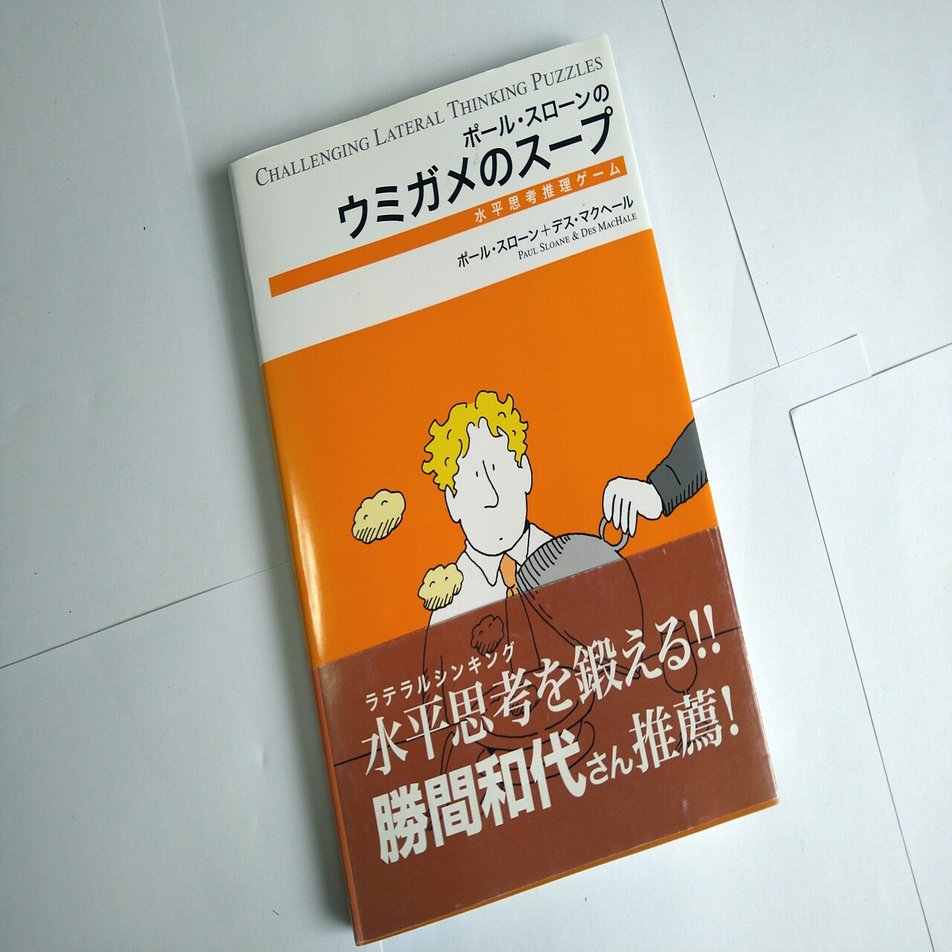 CHALLENGING LATERAL THINKING PUZZLES
ポール・スローンの
ウミガメのスープ
水平思考推理ゲーム
ポール・スローン+デス・マクヘール
PAUL SLOANE & DES MACHALE
ラテラルシンキング
水平思考を鍛える!!
勝間和代さん推薦!